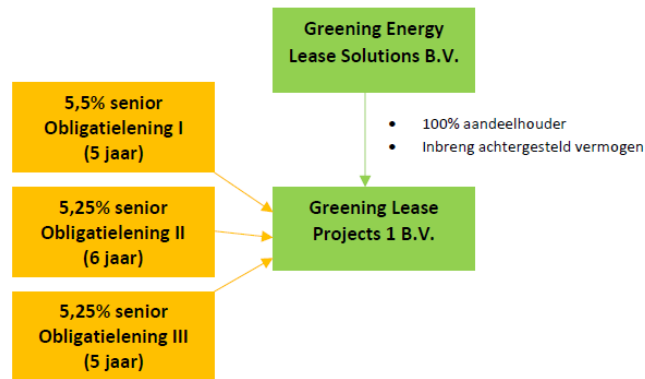 Greening Energy
Lease Solutions B.V.
5,5% senior
Obligatielening I
(5 jaar)
• 100% aandeelhouder
• Inbreng achtergesteld vermogen
5,25% senior
Obligatielening II
(6 jaar)
Greening Lease
Projects 1 B.V.
5,25% senior
Obligatielening III
(5 jaar)